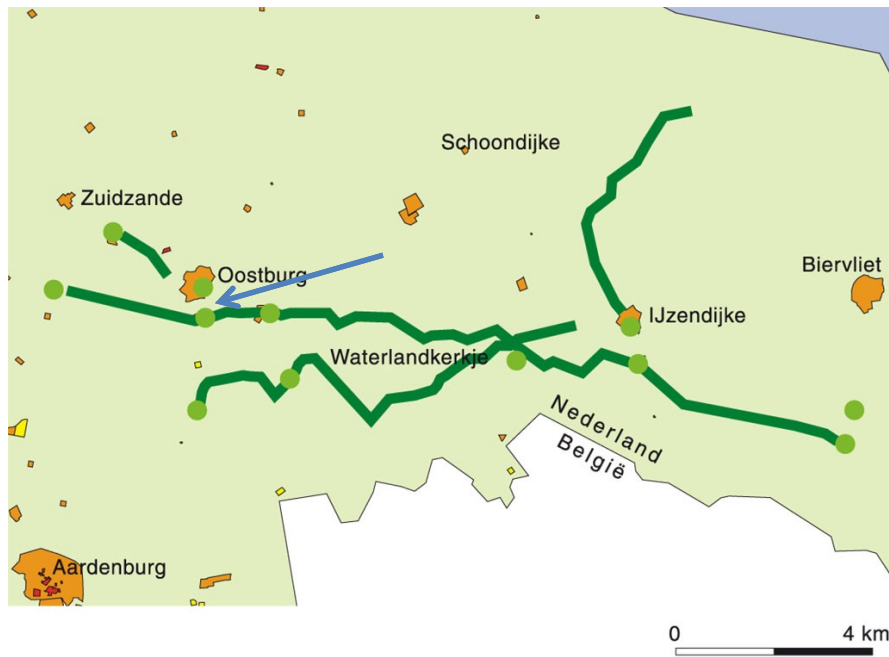 Schoondijke
Zuidzande
Oostburg
Biervliet
IJzendijke
Waterlandkerkje
Nederland
België
Aardenburg
0 4 km